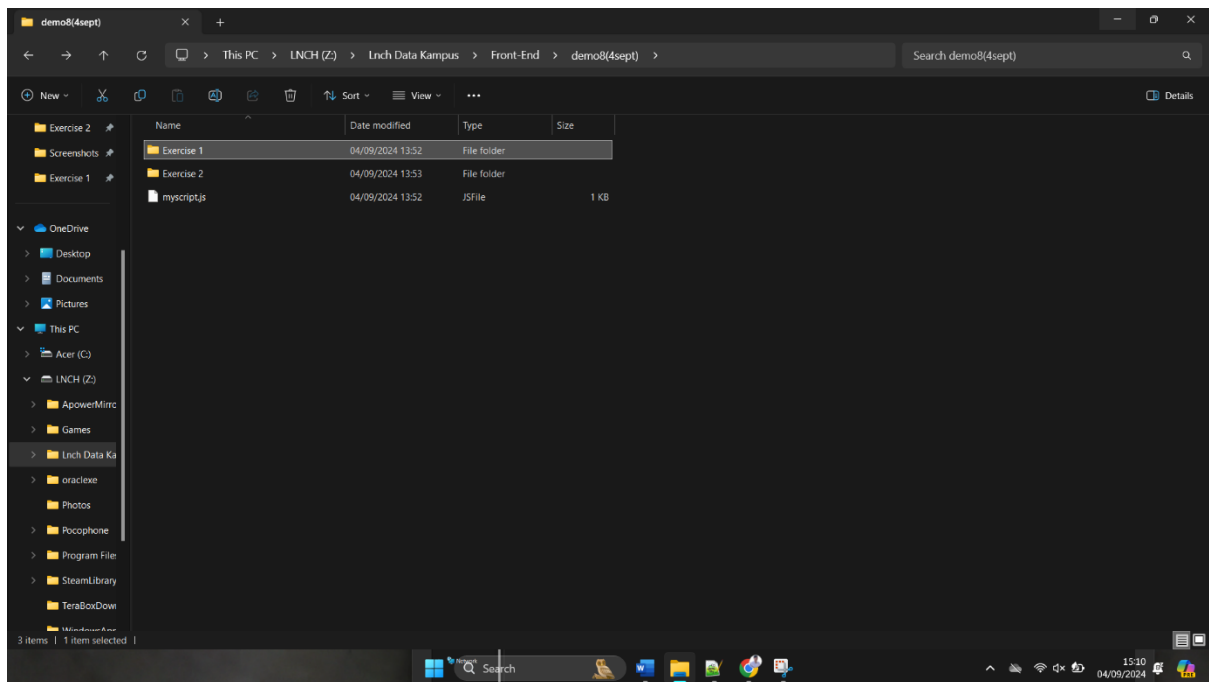 demo8(4sept)
This PC > LNCH (Z:) > Lnch Data Kampus > Front-End > demo8(4sept) >
Search demo8(4sept)
New
Sort
View
Details
Name Date modified Type Size
Exercise 2
Screenshots
Exercise 1
Exercise 1 04/09/2024 13:52 File folder
Exercise 2 04/09/2024 13:53 File folder
myscript.js 04/09/2024 13:52 JSFile 1 KB
OneDrive
Desktop
Documents
Pictures
This PC
Acer (C:)
LNCH (Z:)
ApowerMirrc
Games
Lnch Data Ka
oraclexe
Photos
Pocophone
Program File
SteamLibrary
TeraBoxDow
3 items | 1 item selected |
Network
Search
15:10
04/09/2024
PRE